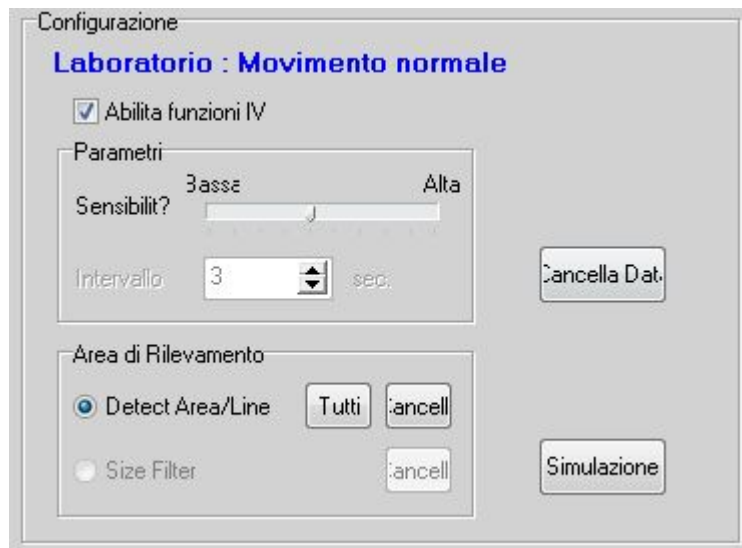 Configurazione
Laboratorio : Movimento normale
Abilita funzioni IV
Parametri
Bassa Alta
Sensibilit?
Intervallo 3 sec.
Cancella Data
Area di Rilevamento
Detect Area/Line Tutti Cancell
Size Filter Cancell
Simulazione